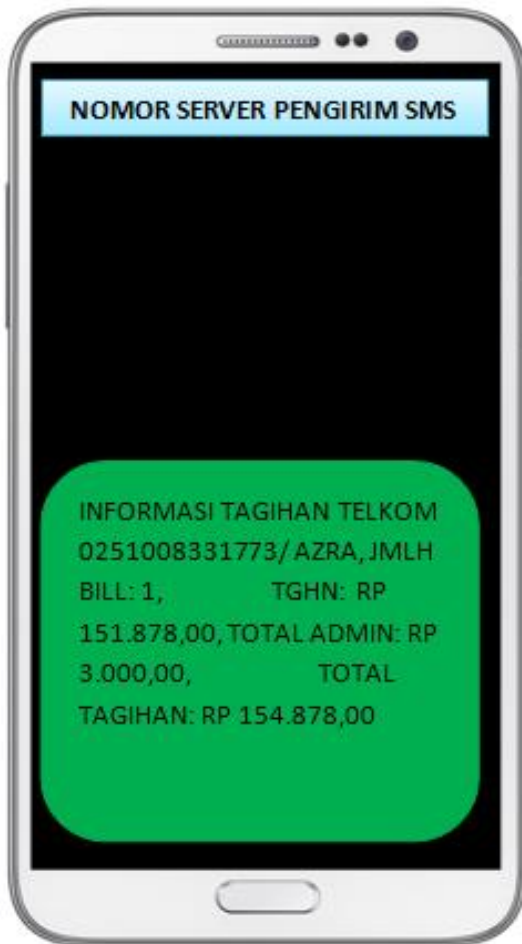 NOMOR SERVER PENGIRIM SMS
INFORMASI TAGIHAN TELKOM
0251008331773/ AZRA, JMLH
BILL: 1, TGHN: RP
151.878,00, TOTAL ADMIN: RP
3.000,00, TOTAL
TAGIHAN: RP 154.878,00